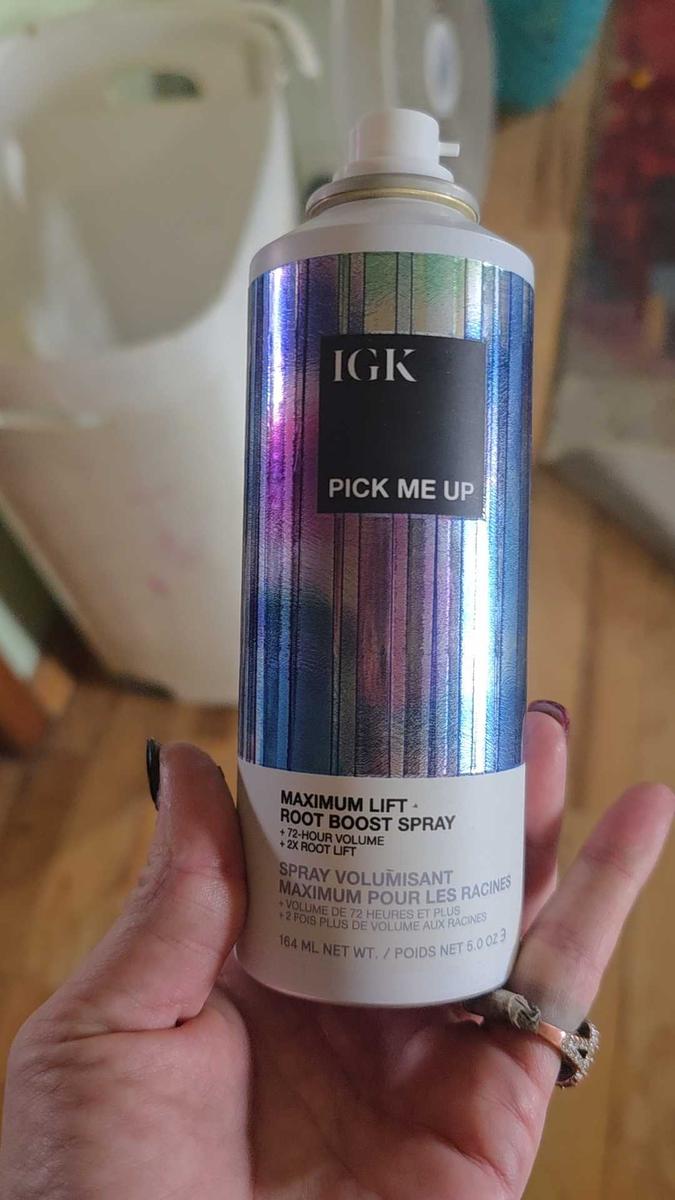 IGK
PICK ME UP
MAXIMUM LIFT
ROOT BOOST SPRAY
+ 72-HOUR VOLUME
+ 2X ROOT LIFT
SPRAY VOLUMISANT
MAXIMUM POUR LES RACINES
+ VOLUME DE 72 HEURES ET PLUS
+ 2 FOIS PLUS DE VOLUME AUX RACINES
164 ML NET WT. / POIDS NET 5.0 OZ